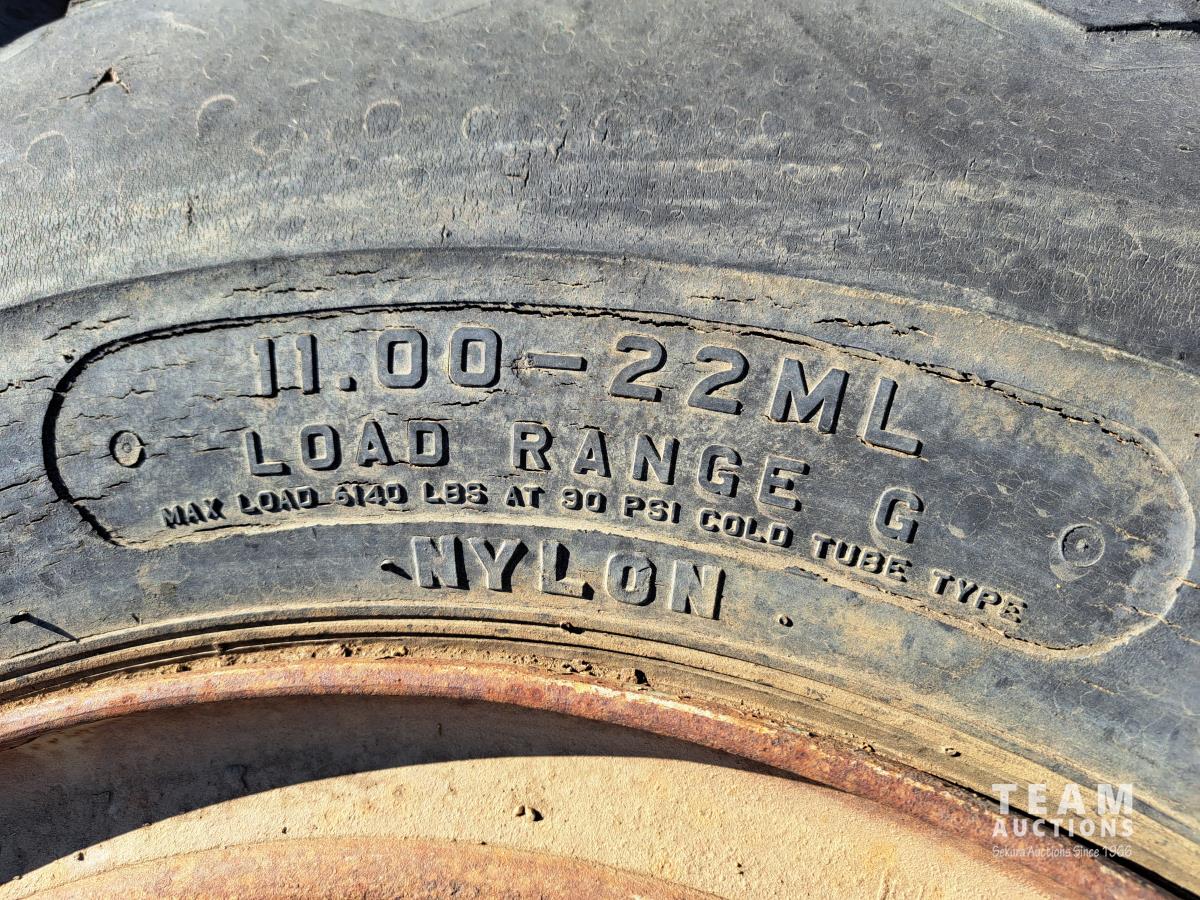 11.00-22ML
LOAD RANGE G
MAX LOAD 6140 LBS AT 90 PSI COLD TUBE TYPE
NYLON
TEAM
AUCTIONS
Sekura Auctions Since 1966